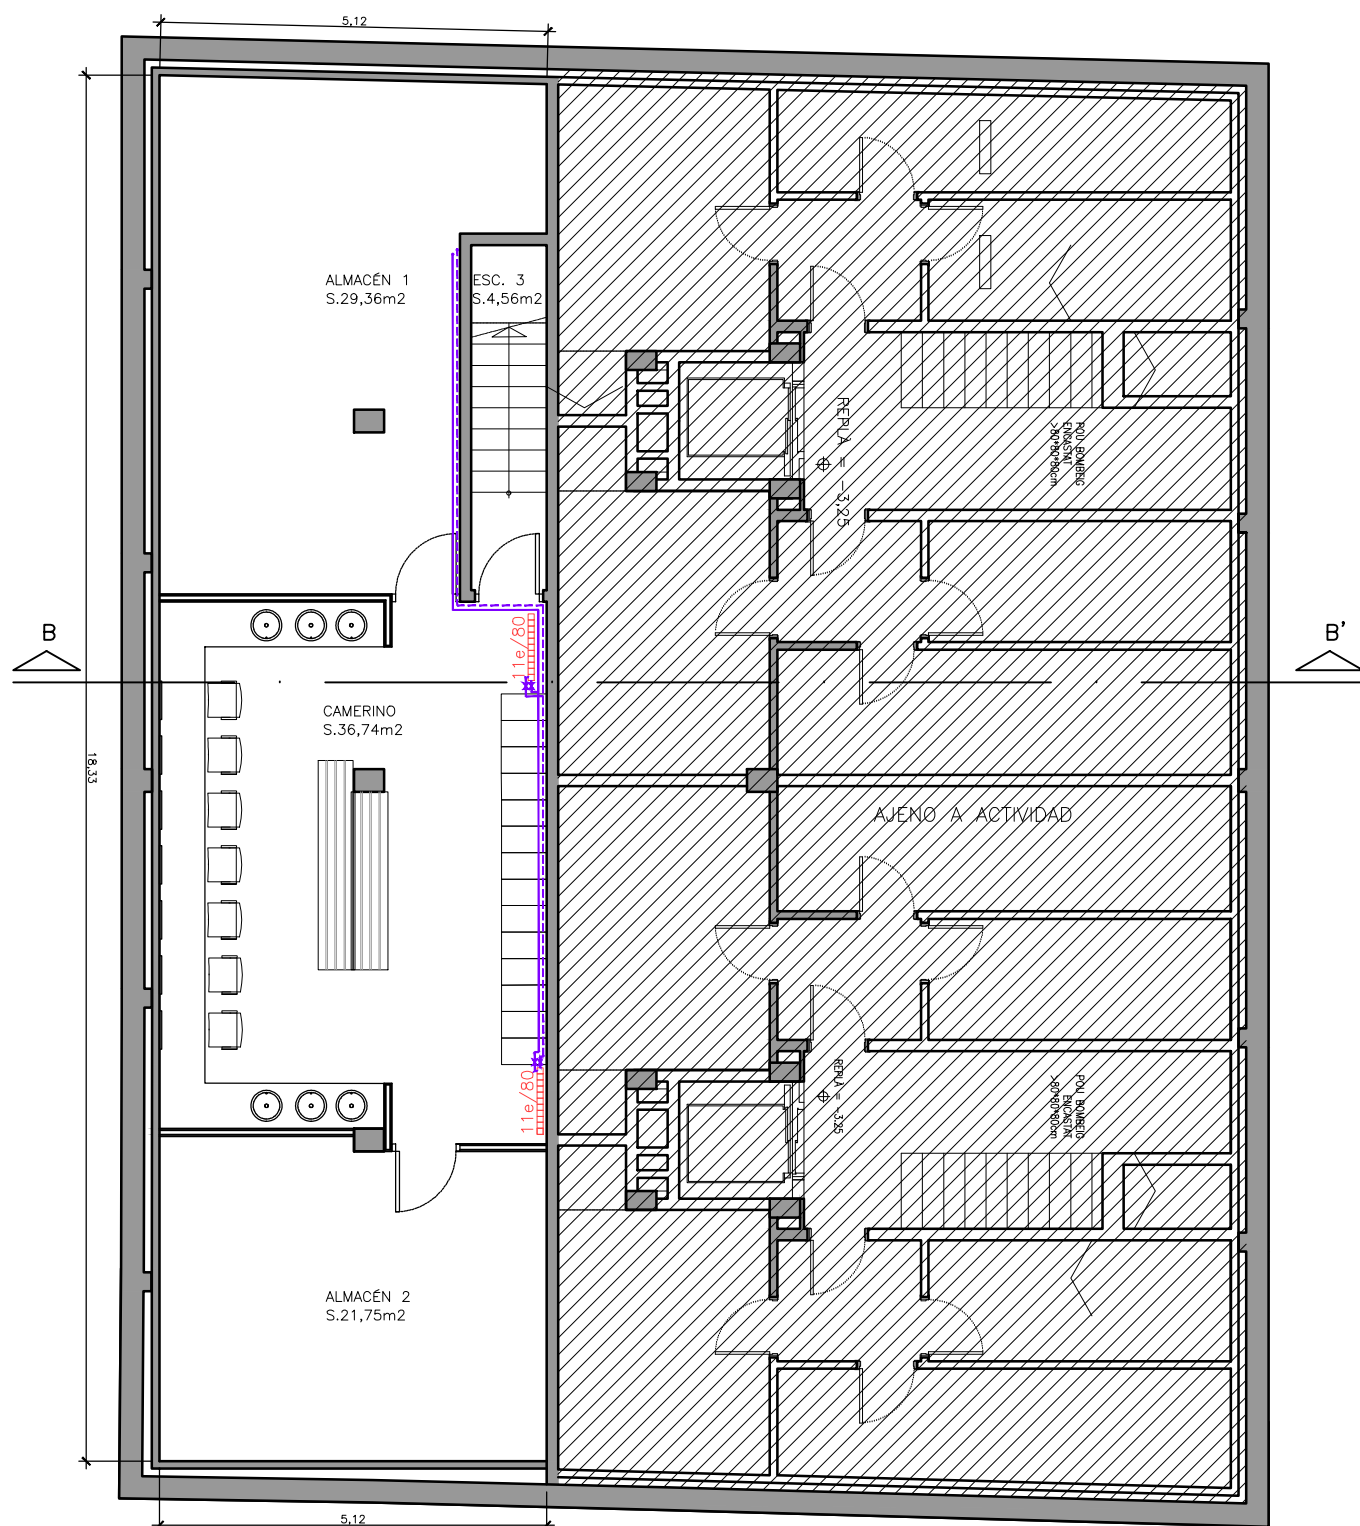 5,12
ALMACÉN 1
S.29,36m2
ESC. 3
S.4,56m2
REPLÀ = -3,25
POU BOMBEIG
ENCASTAT
>80*80*80cm
B
B'
11e/80
CAMERINO
S.36,74m2
18,33
AJENO A ACTIVIDAD
11e/80
REPLÀ = -3,25
POU BOMBEIG
ENCASTAT
>80*80*80cm
ALMACÉN 2
S.21,75m2
5,12